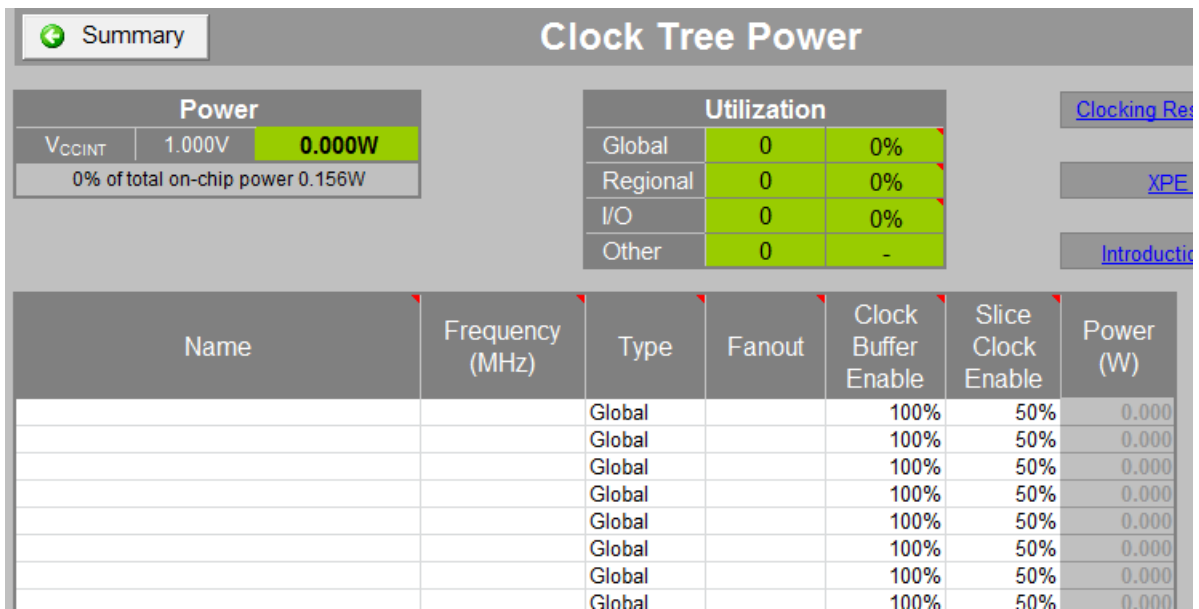 Summary
Clock Tree Power
Power
VCCINT 1.000V 0.000W
0% of total on-chip power 0.156W
Utilization
Global 0 0%
Regional 0 0%
I/O 0 0%
Other 0 -
Clocking Res
XPE
Introductio
Name Frequency (MHz) Type Fanout Clock Buffer Enable Slice Clock Enable Power (W)
Global 100% 50% 0.000
Global 100% 50% 0.000
Global 100% 50% 0.000
Global 100% 50% 0.000
Global 100% 50% 0.000
Global 100% 50% 0.000
Global 100% 50% 0.000
Global 100% 50% 0.000